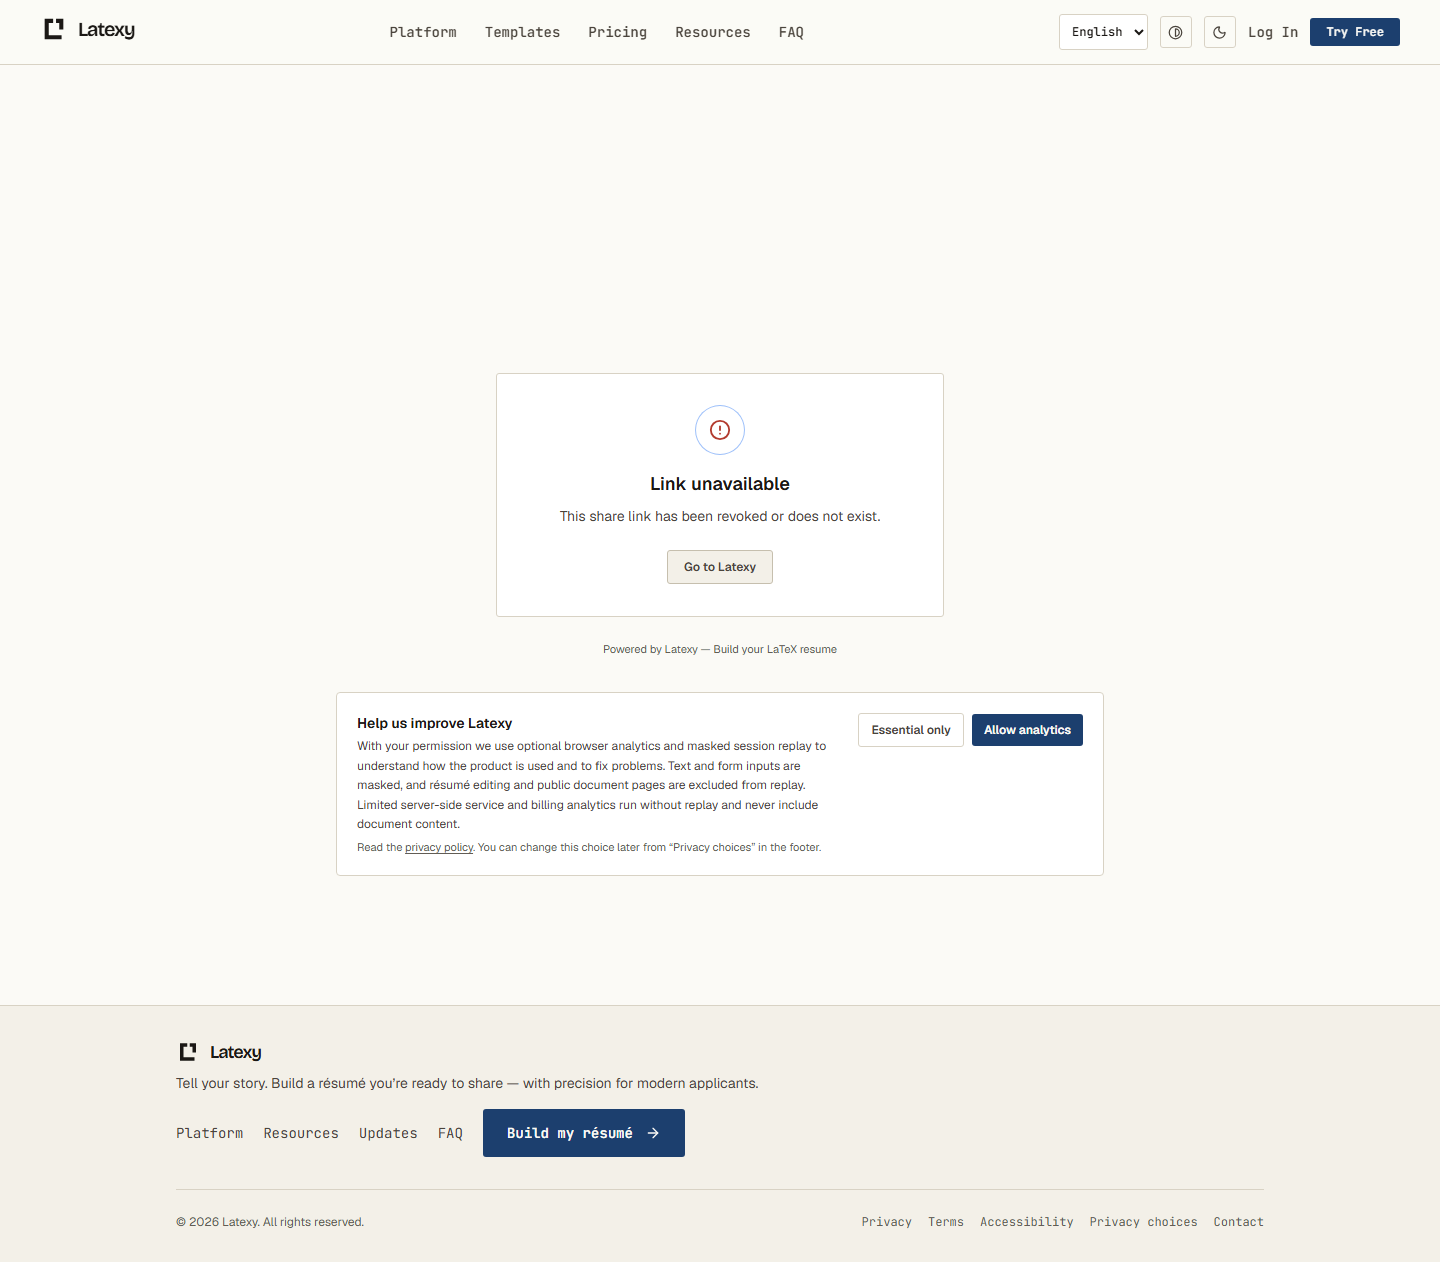 Latexy
Platform Templates Pricing Resources FAQ
English
Log In
Try Free
Link unavailable
This share link has been revoked or does not exist.
Go to Latexy
Powered by Latexy — Build your LaTeX resume
Help us improve Latexy
With your permission we use optional browser analytics and masked session replay to
understand how the product is used and to fix problems. Text and form inputs are
masked, and résumé editing and public document pages are excluded from replay.
Limited server-side service and billing analytics run without replay and never include
document content.
Read the privacy policy. You can change this choice later from “Privacy choices” in the footer.
Essential only
Allow analytics
Latexy
Tell your story. Build a résumé you’re ready to share — with precision for modern applicants.
Platform Resources Updates FAQ
Build my résumé →
© 2026 Latexy. All rights reserved.
Privacy Terms Accessibility Privacy choices Contact